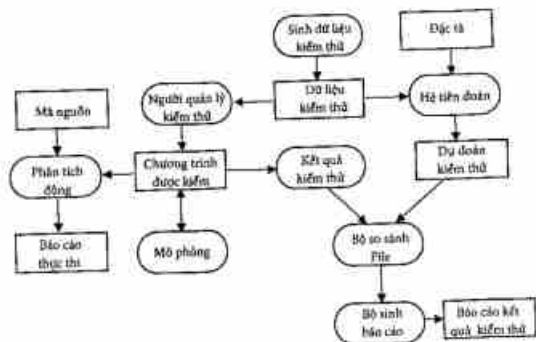 Sinh dữ liệu
kiểm thử
Đặc tả
Người quản lý
kiểm thử
Dữ liệu
kiểm thử
Hệ tiên đoán
Mã nguồn
Phân tích
động
Chương trình
được kiểm
Kết quả
kiểm thử
Dự đoán
kiểm thử
Báo cáo
thực thi
Mô phỏng
Bộ so sánh
File
Bộ sinh
báo cáo
Báo cáo kết
quả kiểm thử